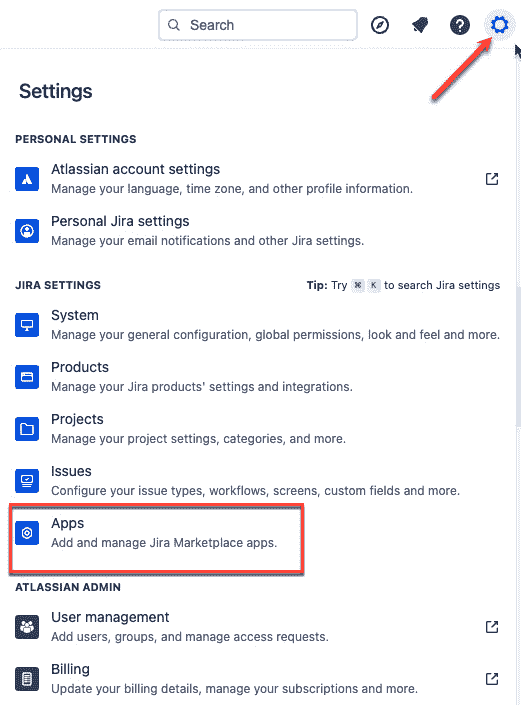 Search
Settings
PERSONAL SETTINGS
Atlassian account settings
Manage your language, time zone, and other profile information.
Personal Jira settings
Manage your email notifications and other Jira settings.
JIRA SETTINGS Tip: Try ⌘ K to search Jira settings
System
Manage your general configuration, global permissions, look and feel and more.
Products
Manage your Jira products' settings and integrations.
Projects
Manage your project settings, categories, and more.
Issues
Configure your issue types, workflows, screens, custom fields and more.
Apps
Add and manage Jira Marketplace apps.
ATLASSIAN ADMIN
User management
Add users, groups, and manage access requests.
Billing
Update your billing details, manage your subscriptions and more.